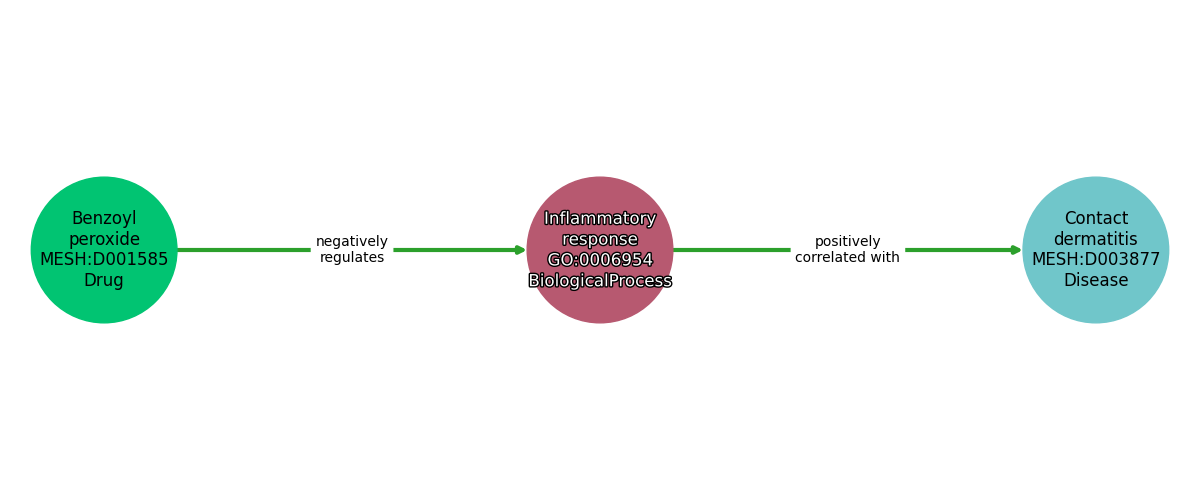 Benzoyl
peroxide
MESH:D001585
Drug
negatively
regulates
Inflammatory
response
GO:0006954
BiologicalProcess
positively
correlated with
Contact
dermatitis
MESH:D003877
Disease